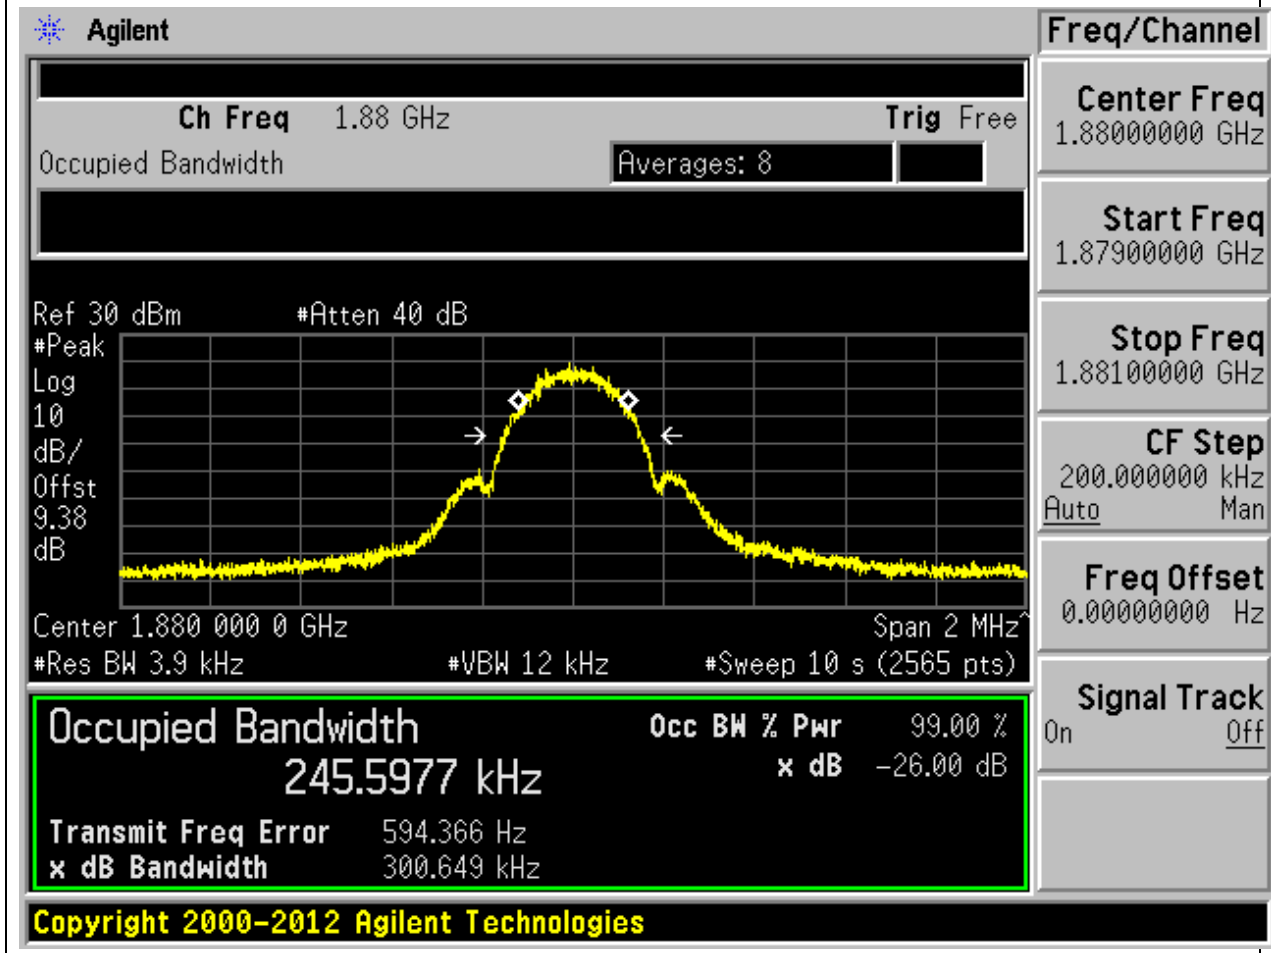 Agilent
Freq/Channel
Ch Freq 1.88 GHz Trig Free
Occupied Bandwidth Averages: 8
Center Freq
1.88000000 GHz
Start Freq
1.87900000 GHz
Stop Freq
1.88100000 GHz
CF Step
200.000000 kHz
Auto Man
Freq Offset
0.00000000 Hz
Signal Track
On Off
Ref 30 dBm #Atten 40 dB
#Peak
Log
10
dB/
Offst
9.38
dB
Center 1.880 000 0 GHz Span 2 MHz^
#Res BW 3.9 kHz #VBW 12 kHz #Sweep 10 s (2565 pts)
Occupied Bandwidth
245.5977 kHz
Occ BW % Pwr 99.00 %
x dB -26.00 dB
Transmit Freq Error 594.366 Hz
x dB Bandwidth 300.649 kHz
Copyright 2000-2012 Agilent Technologies